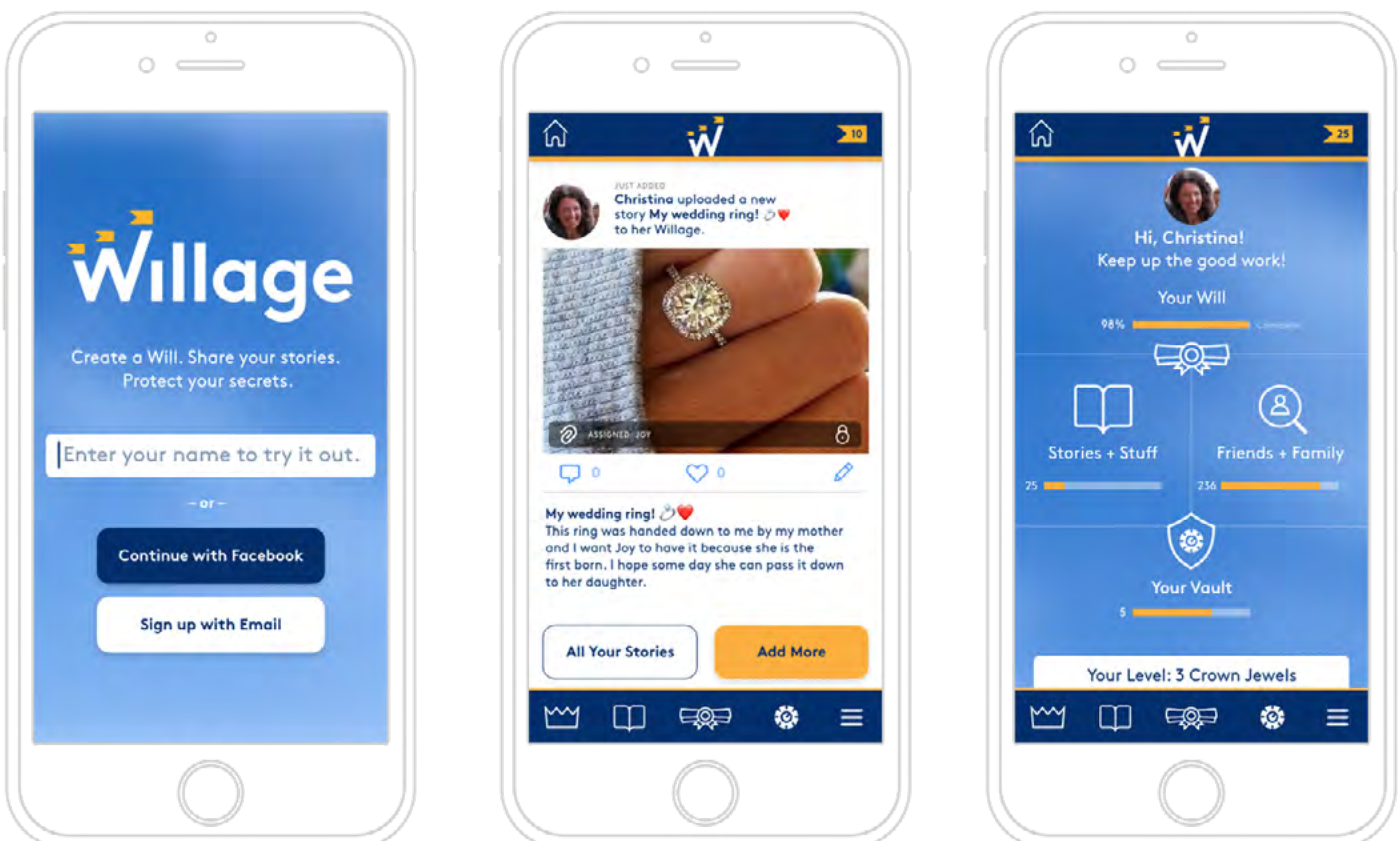 Willage
Create a Will. Share your stories.
Protect your secrets.
Enter your name to try it out.
– or –
Continue with Facebook
Sign up with Email
W
10
JUST ADDED
Christina uploaded a new
story My wedding ring! 💍❤️
to her Willage.
ASSIGNED JOY
0
0
My wedding ring! 💍❤️
This ring was handed down to me by my mother
and I want Joy to have it because she is the
first born. I hope some day she can pass it down
to her daughter.
All Your Stories
Add More
W
25
Hi, Christina!
Keep up the good work!
Your Will
98%
Stories + Stuff
Friends + Family
25
236
Your Vault
5
Your Level: 3 Crown Jewels